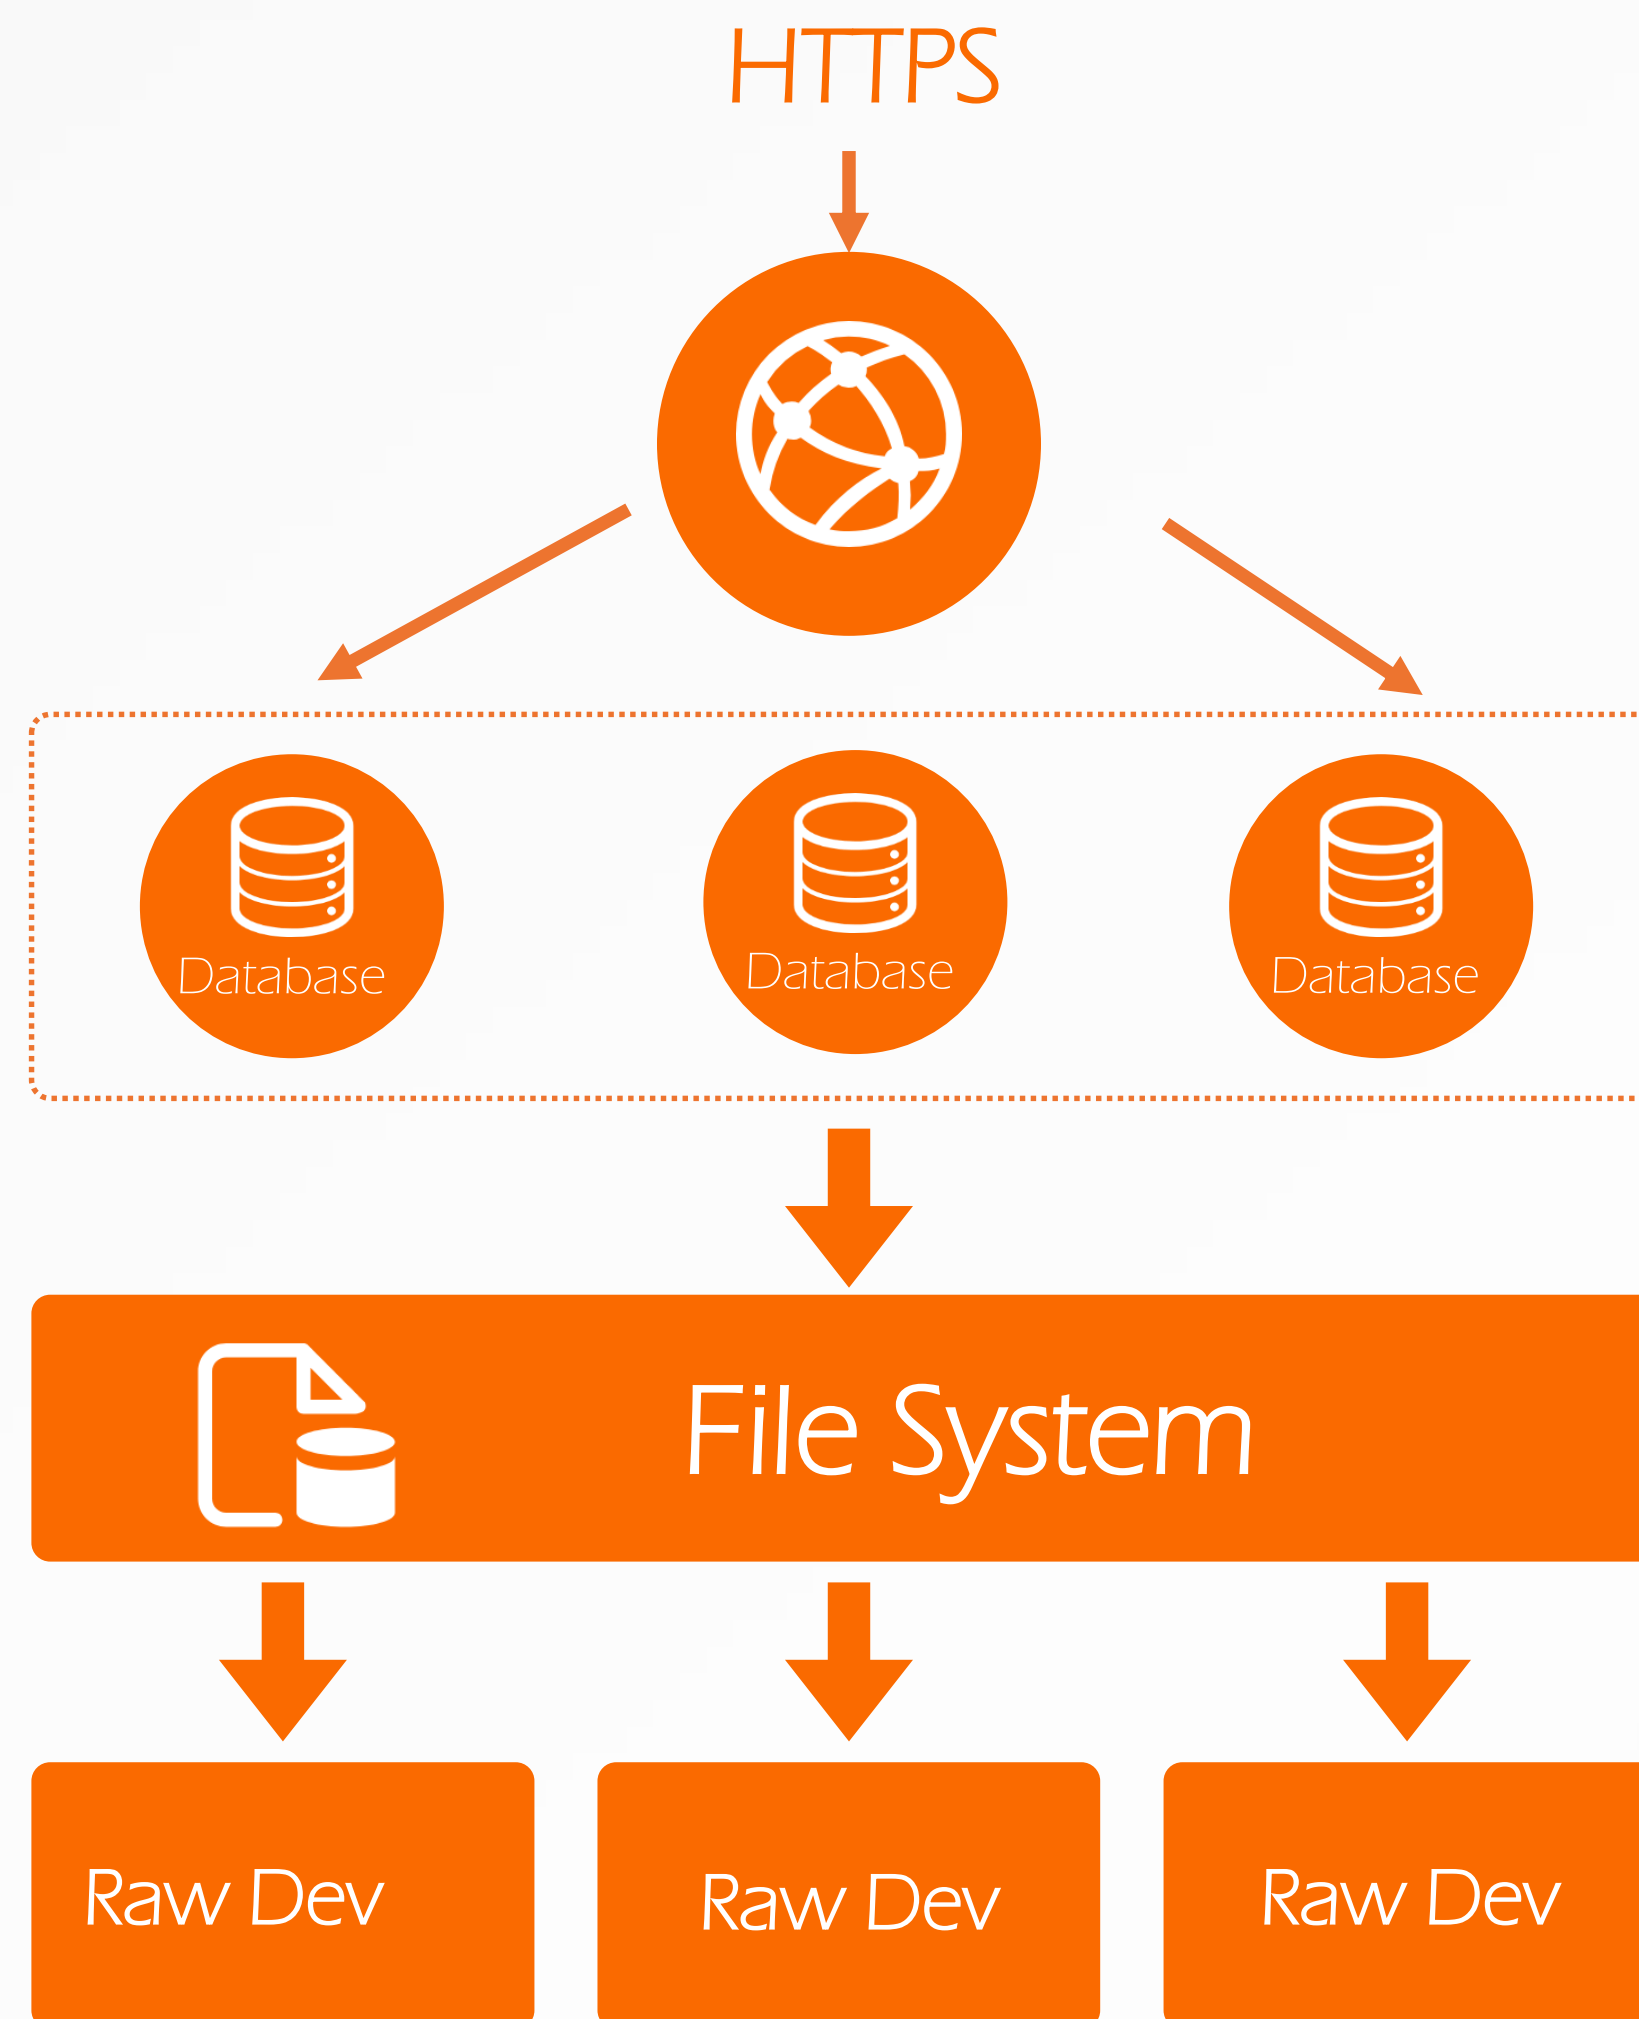 HTTPS
Database
Database
Database
File System
Raw Dev
Raw Dev
Raw Dev